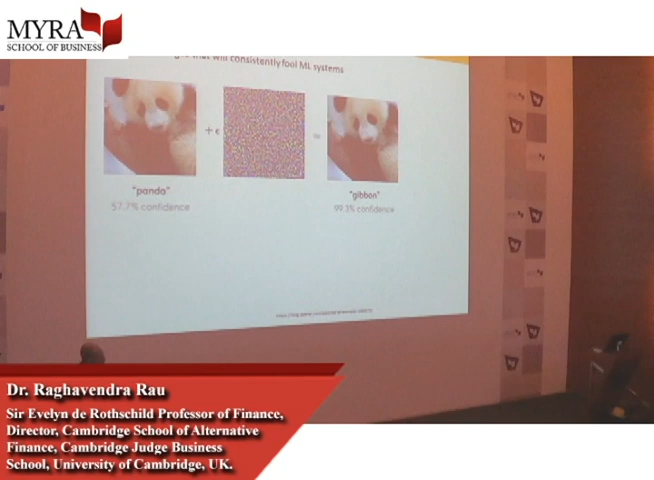 MYRA
SCHOOL OF BUSINESS
that will consistently fool ML systems
+ ϵ
=
"panda"
57.7% confidence
"gibbon"
99.3% confidence
Dr. Raghavendra Rau
Sir Evelyn de Rothschild Professor of Finance,
Director, Cambridge School of Alternative
Finance, Cambridge Judge Business
School, University of Cambridge, UK.